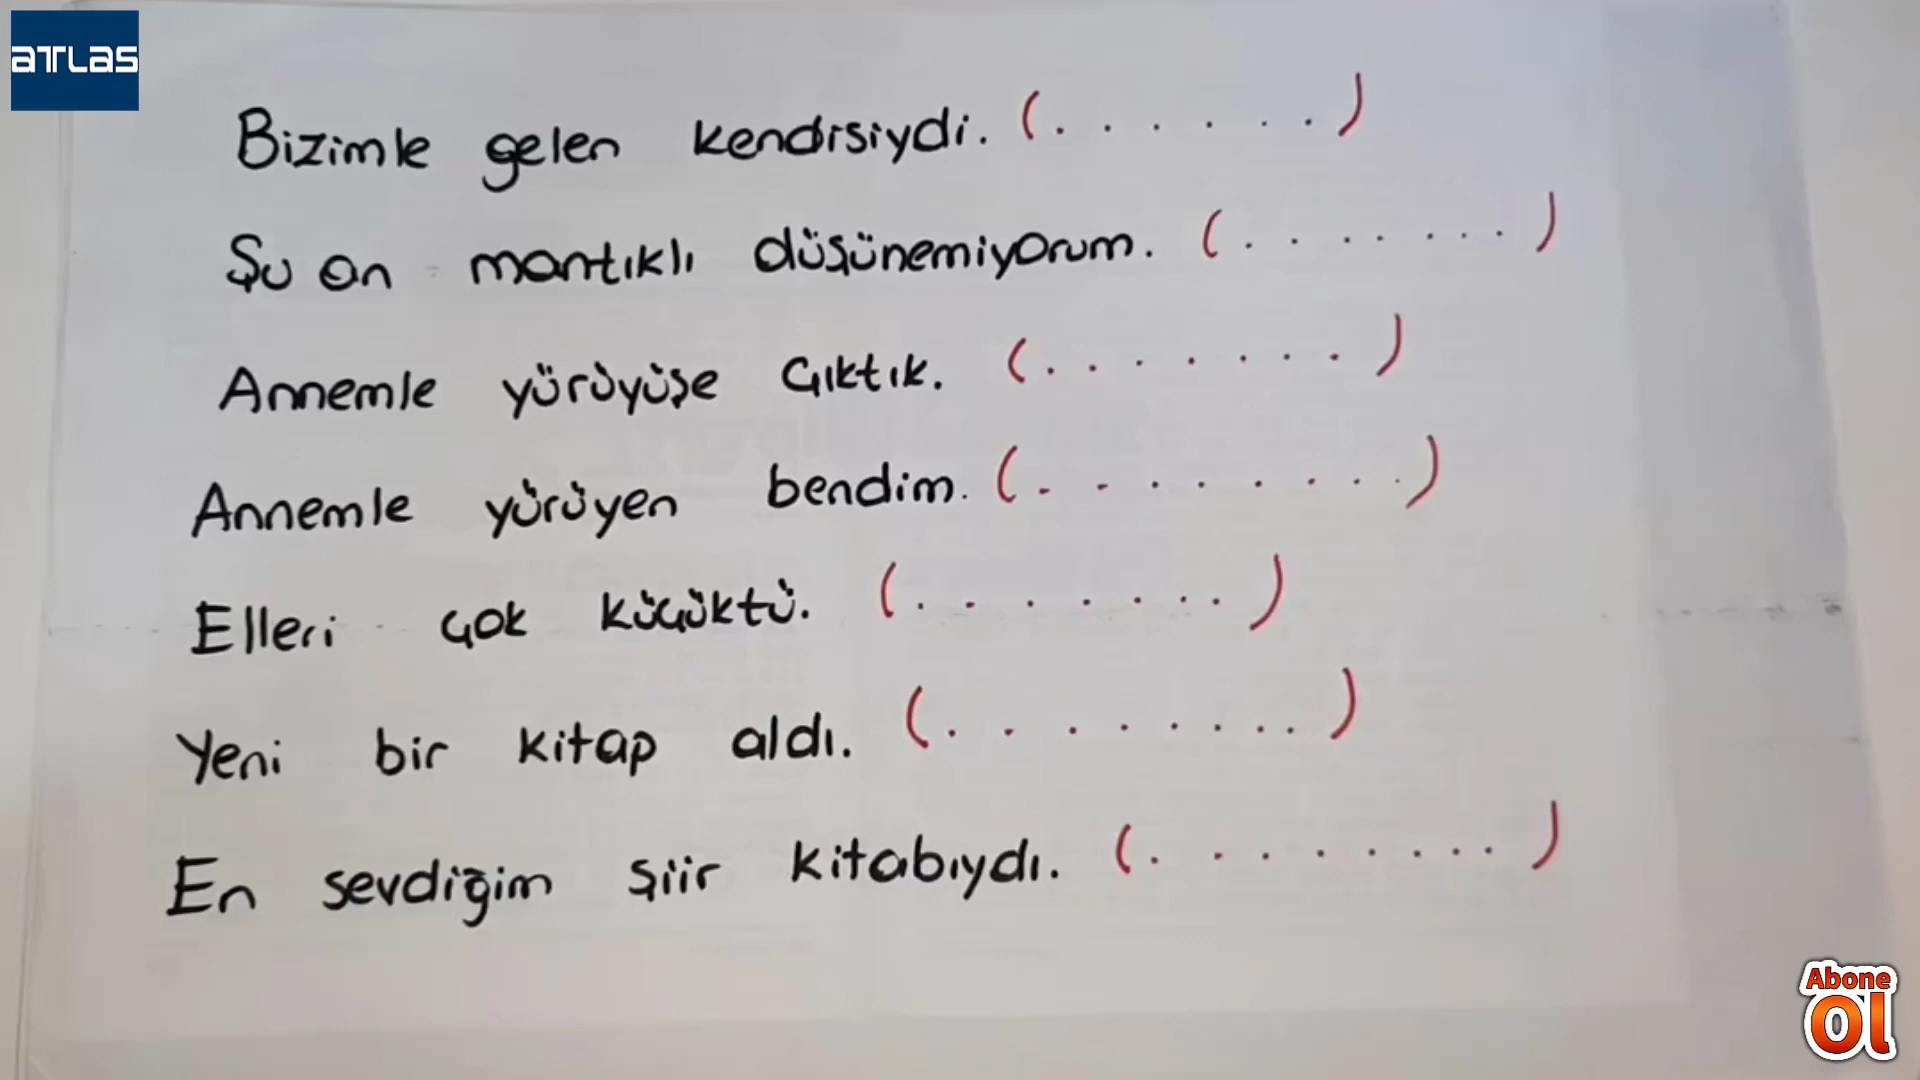 ATLAS
Bizimle gelen kendisiydi. (. . . . . . )
Şu an mantıklı düşünemiyorum. (. . . . . . . )
Annemle yürüyüşe çıktık. (. . . . . . . )
Annemle yürüyen bendim. (. . . . . . . . )
Elleri çok küçüktü. (. . . . . . . )
Yeni bir kitap aldı. (. . . . . . . . )
En sevdiğim şiir kitabıydı. (. . . . . . . . )
Abone
Ol